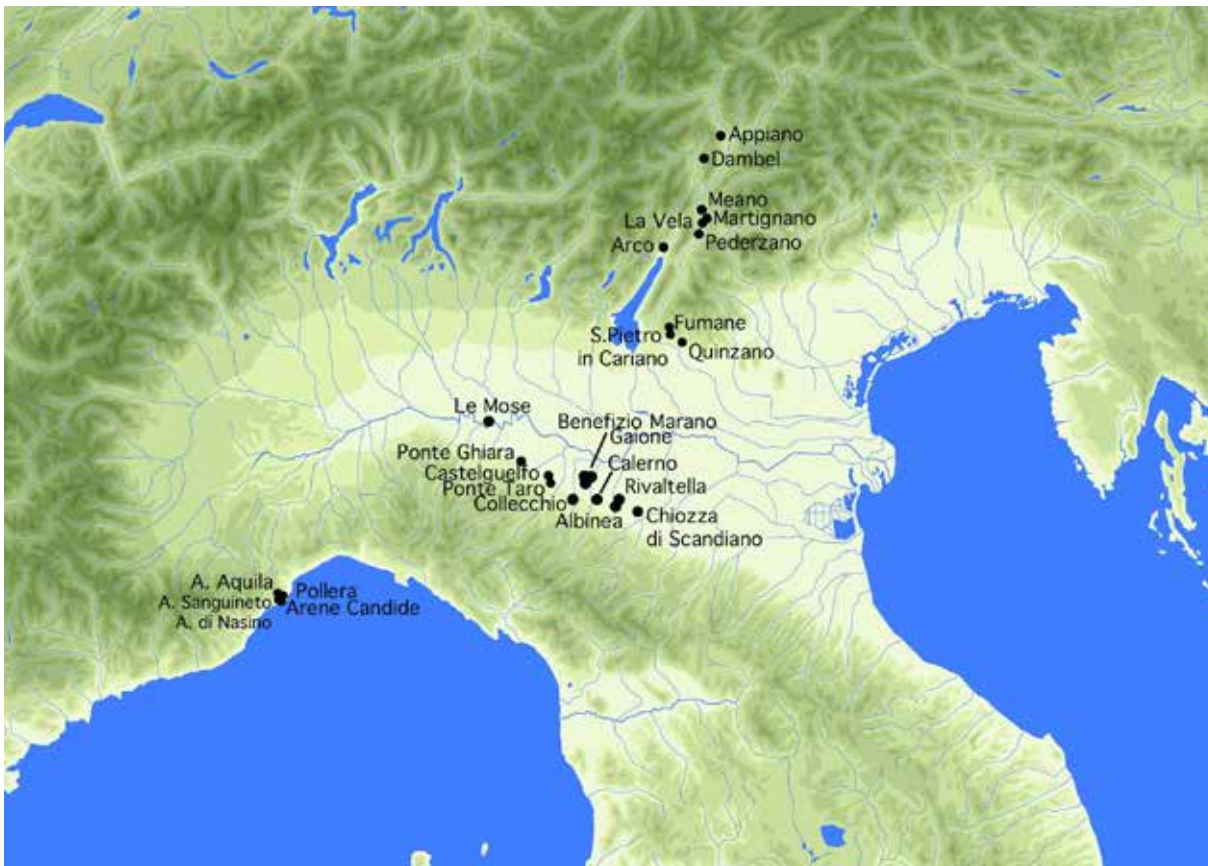 Appiano
Dambel
Meano
La Vela
Martignano
Arco
Pederzano
Fumane
S.Pietro
in Cariano
Quinzano
Le Mose
Benefizio Marano
Gaione
Ponte Ghiara
Calerno
Castelguelfo
Ponte Taro
Rivaltella
Collecchio
Albinea
Chiozza
di Scandiano
A. Aquila
Pollera
A. Sanguineto
Arene Candide
A. di Nasino